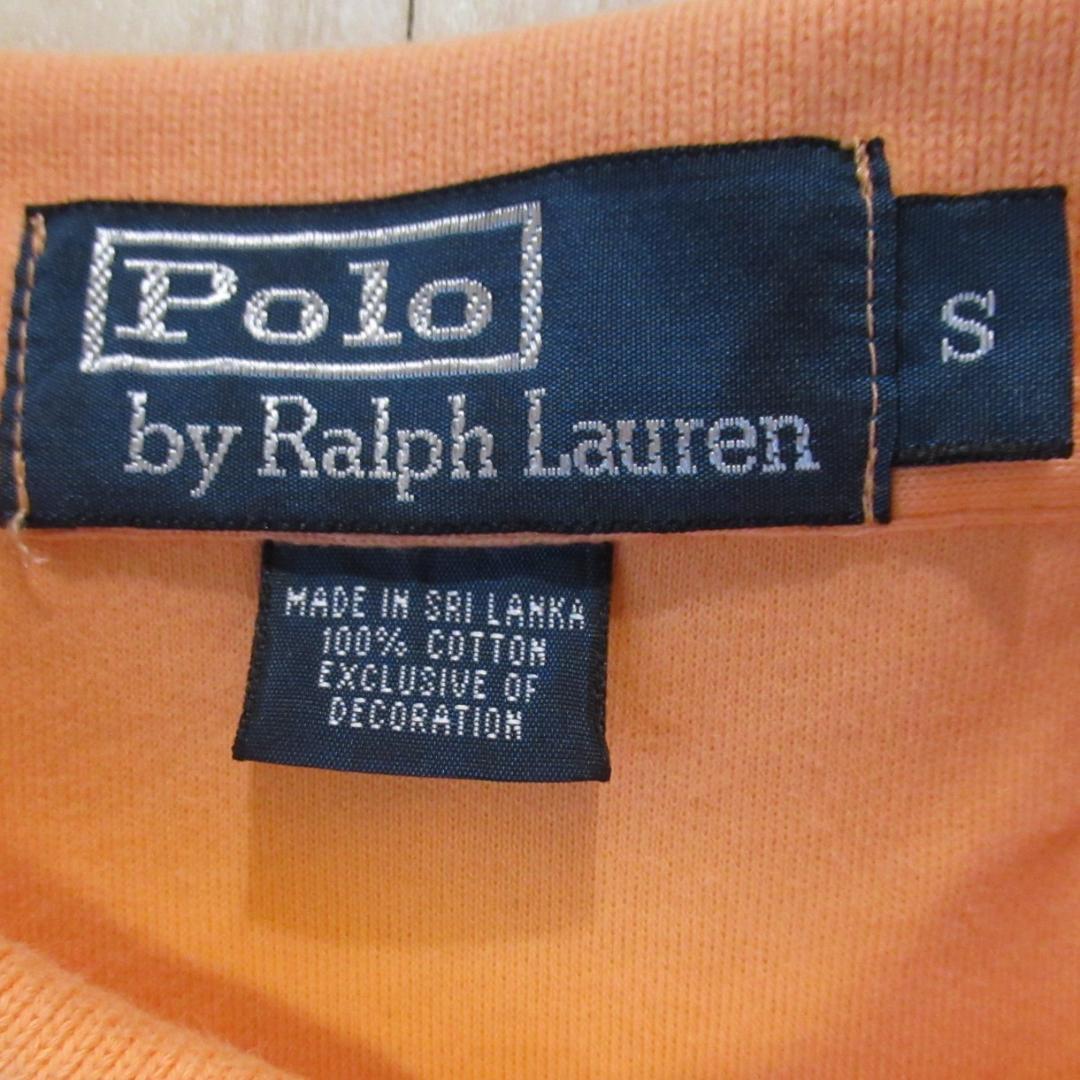 Polo
by Ralph Lauren
S
MADE IN SRI LANKA
100% COTTON
EXCLUSIVE OF
DECORATION